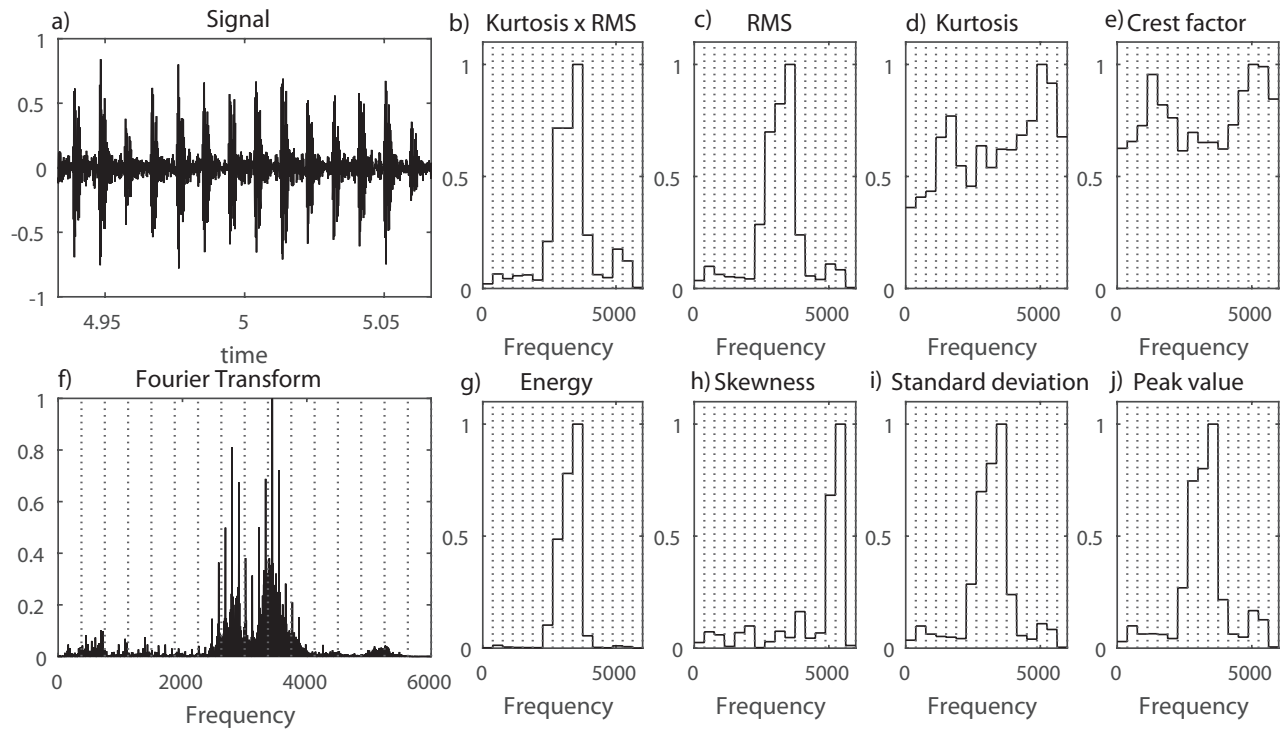 a) Signal
1
0.5
0
-0.5
-1
4.95 5 5.05
time
b) Kurtosis x RMS
1
0.5
0
0 5000
Frequency
c) RMS
1
0.5
0
0 5000
Frequency
d) Kurtosis
1
0.5
0
0 5000
Frequency
e) Crest factor
1
0.5
0
0 5000
Frequency
f) Fourier Transform
1
0.8
0.6
0.4
0.2
0
0 2000 4000 6000
Frequency
g) Energy
1
0.5
0
0 5000
Frequency
h) Skewness
1
0.5
0
0 5000
Frequency
i) Standard deviation
1
0.5
0
0 5000
Frequency
j) Peak value
1
0.5
0
0 5000
Frequency